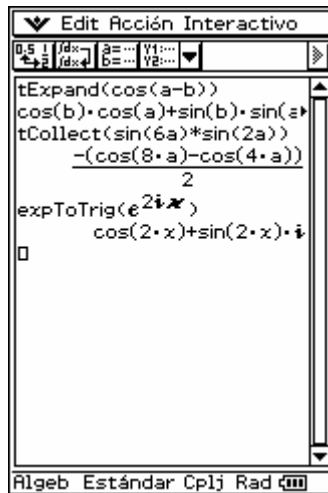 Edit Acción Interactivo
tExpand(cos(a-b))
cos(b)·cos(a)+sin(b)·sin(a
tCollect(sin(6a)*sin(2a))
-(cos(8·a)-cos(4·a))
2
expToTrig(e^2i·x)
cos(2·x)+sin(2·x)·i
Algeb Estándar Cplj Rad